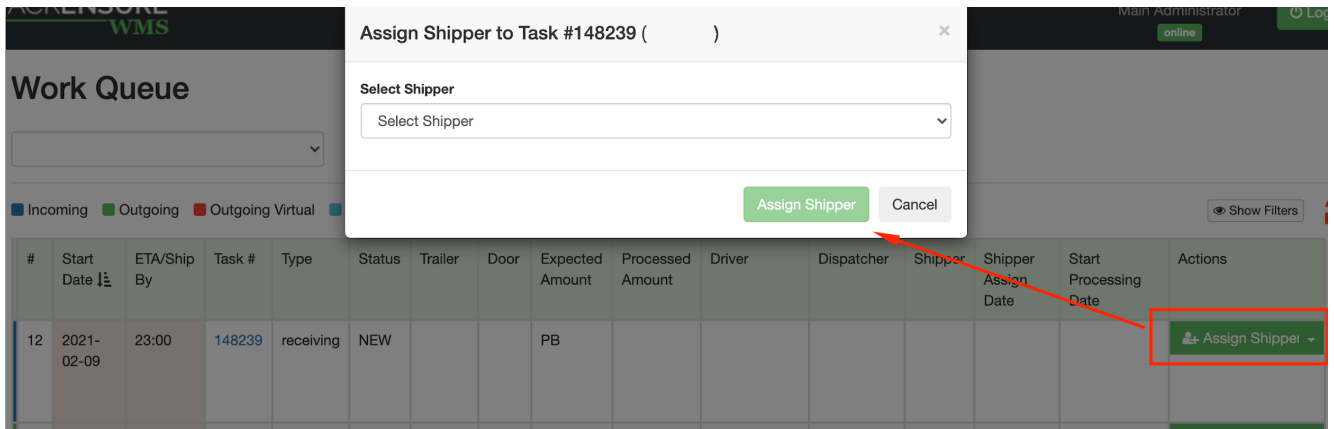 WMS
Main Administrator
online
Log
Assign Shipper to Task #148239 ( )
×
Work Queue
Select Shipper
Select Shipper
Assign Shipper
Cancel
Incoming
Outgoing
Outgoing Virtual
Show Filters
#
Start Date
ETA/Ship By
Task #
Type
Status
Trailer
Door
Expected Amount
Processed Amount
Driver
Dispatcher
Shipper
Shipper Assign Date
Start Processing Date
Actions
12
2021-02-09
23:00
148239
receiving
NEW
PB
Assign Shipper